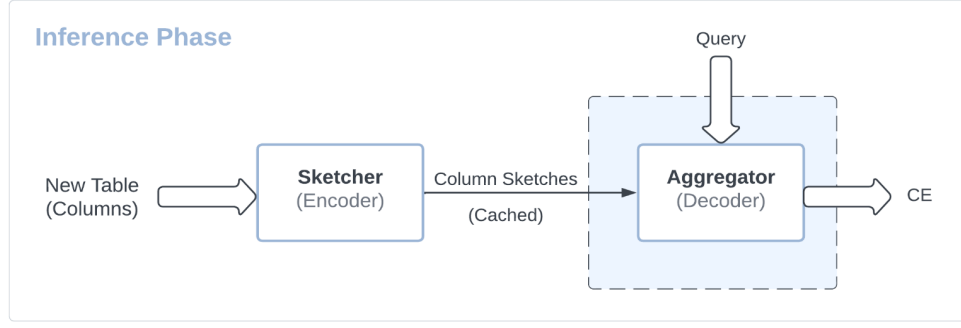 Inference Phase
Query
New Table
(Columns)
Sketcher
(Encoder)
Column Sketches
(Cached)
Aggregator
(Decoder)
CE